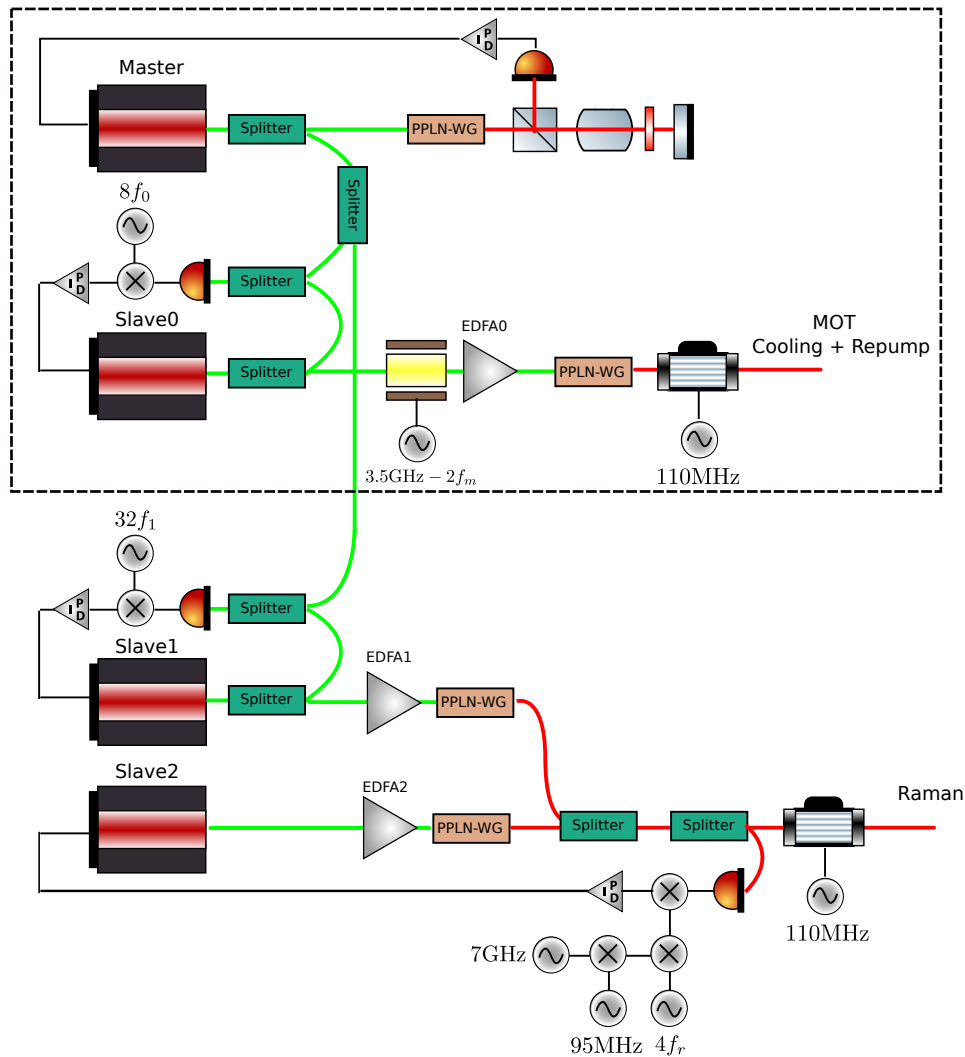 I P D
Master
Splitter
PPLN-WG
Splitter
8f₀
I P D
Splitter
Slave0
Splitter
EDFA0
PPLN-WG
MOT
Cooling + Repump
3.5GHz − 2fₘ
110MHz
32f₁
I P D
Splitter
Slave1
Splitter
EDFA1
PPLN-WG
Slave2
EDFA2
PPLN-WG
Splitter
Splitter
Raman
I P D
110MHz
7GHz
95MHz
4fᵣ